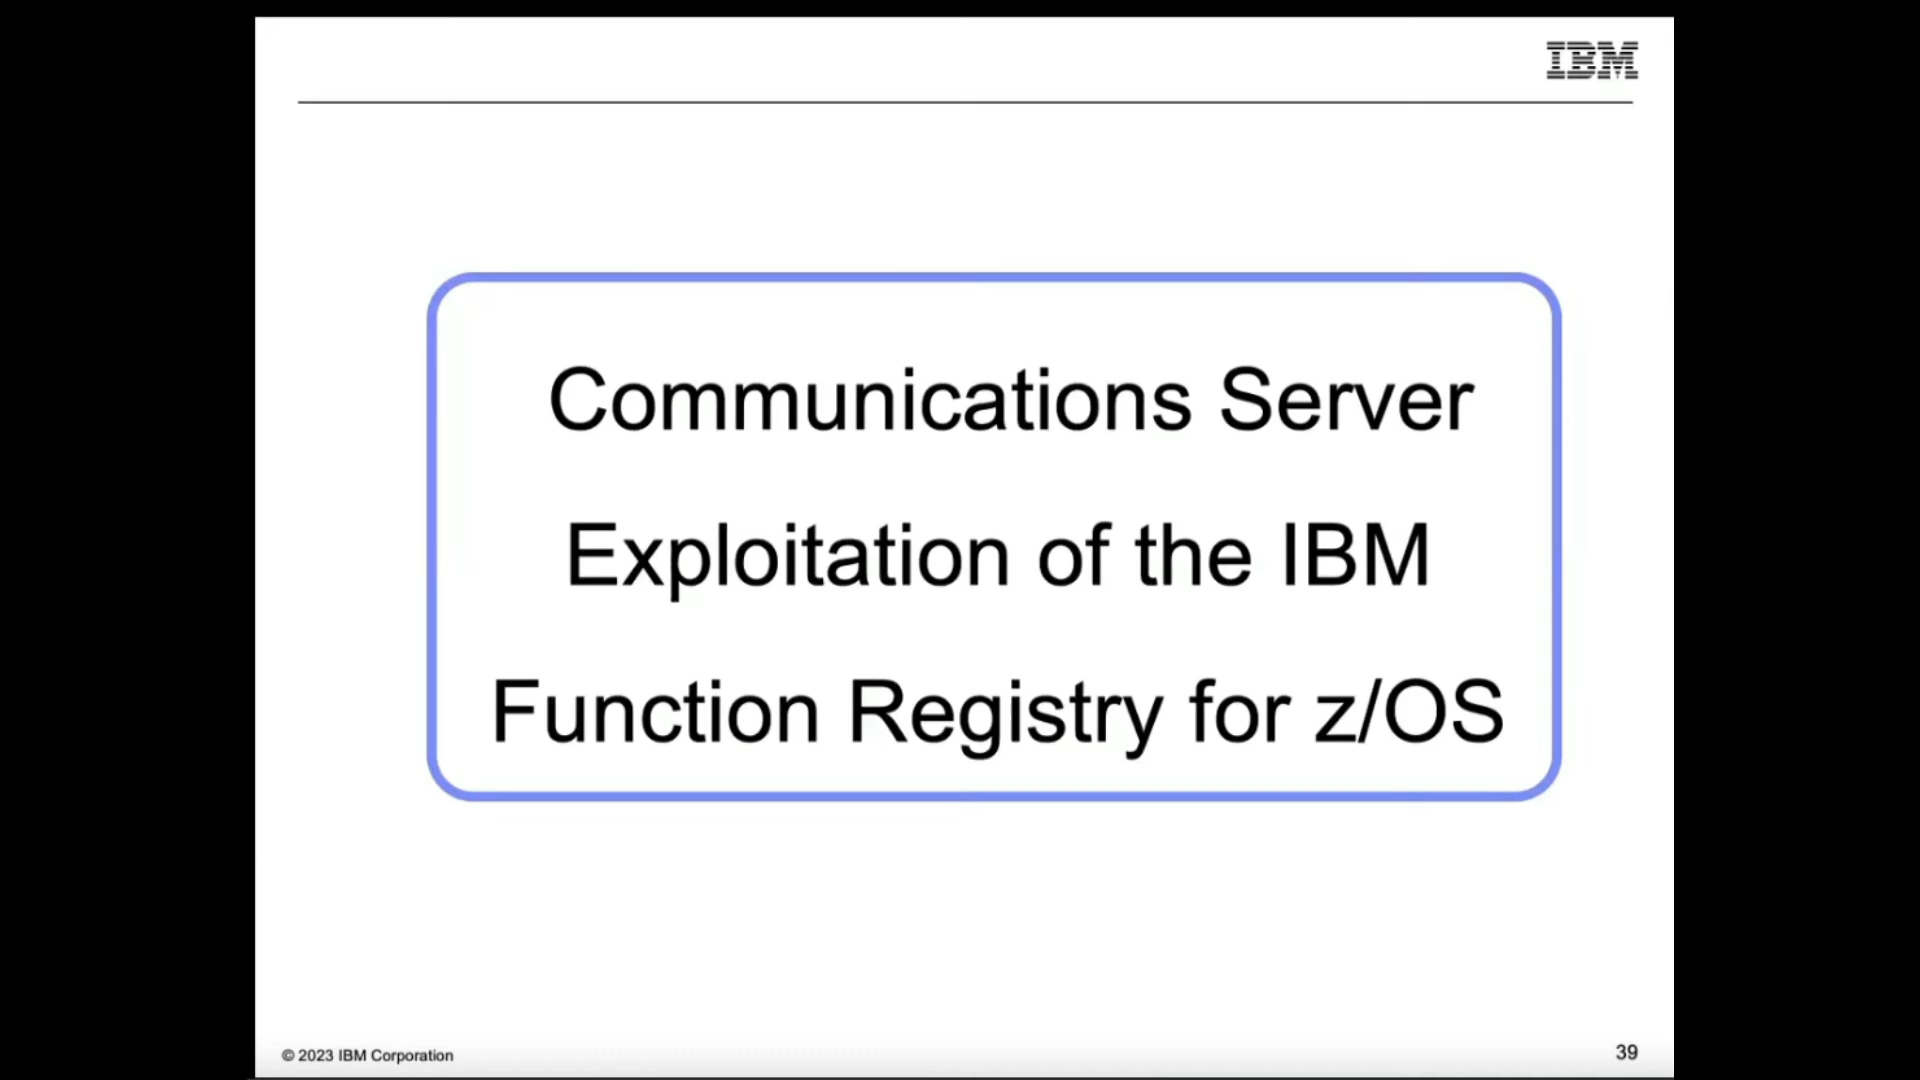 IBM
Communications Server
Exploitation of the IBM
Function Registry for z/OS
© 2023 IBM Corporation
39